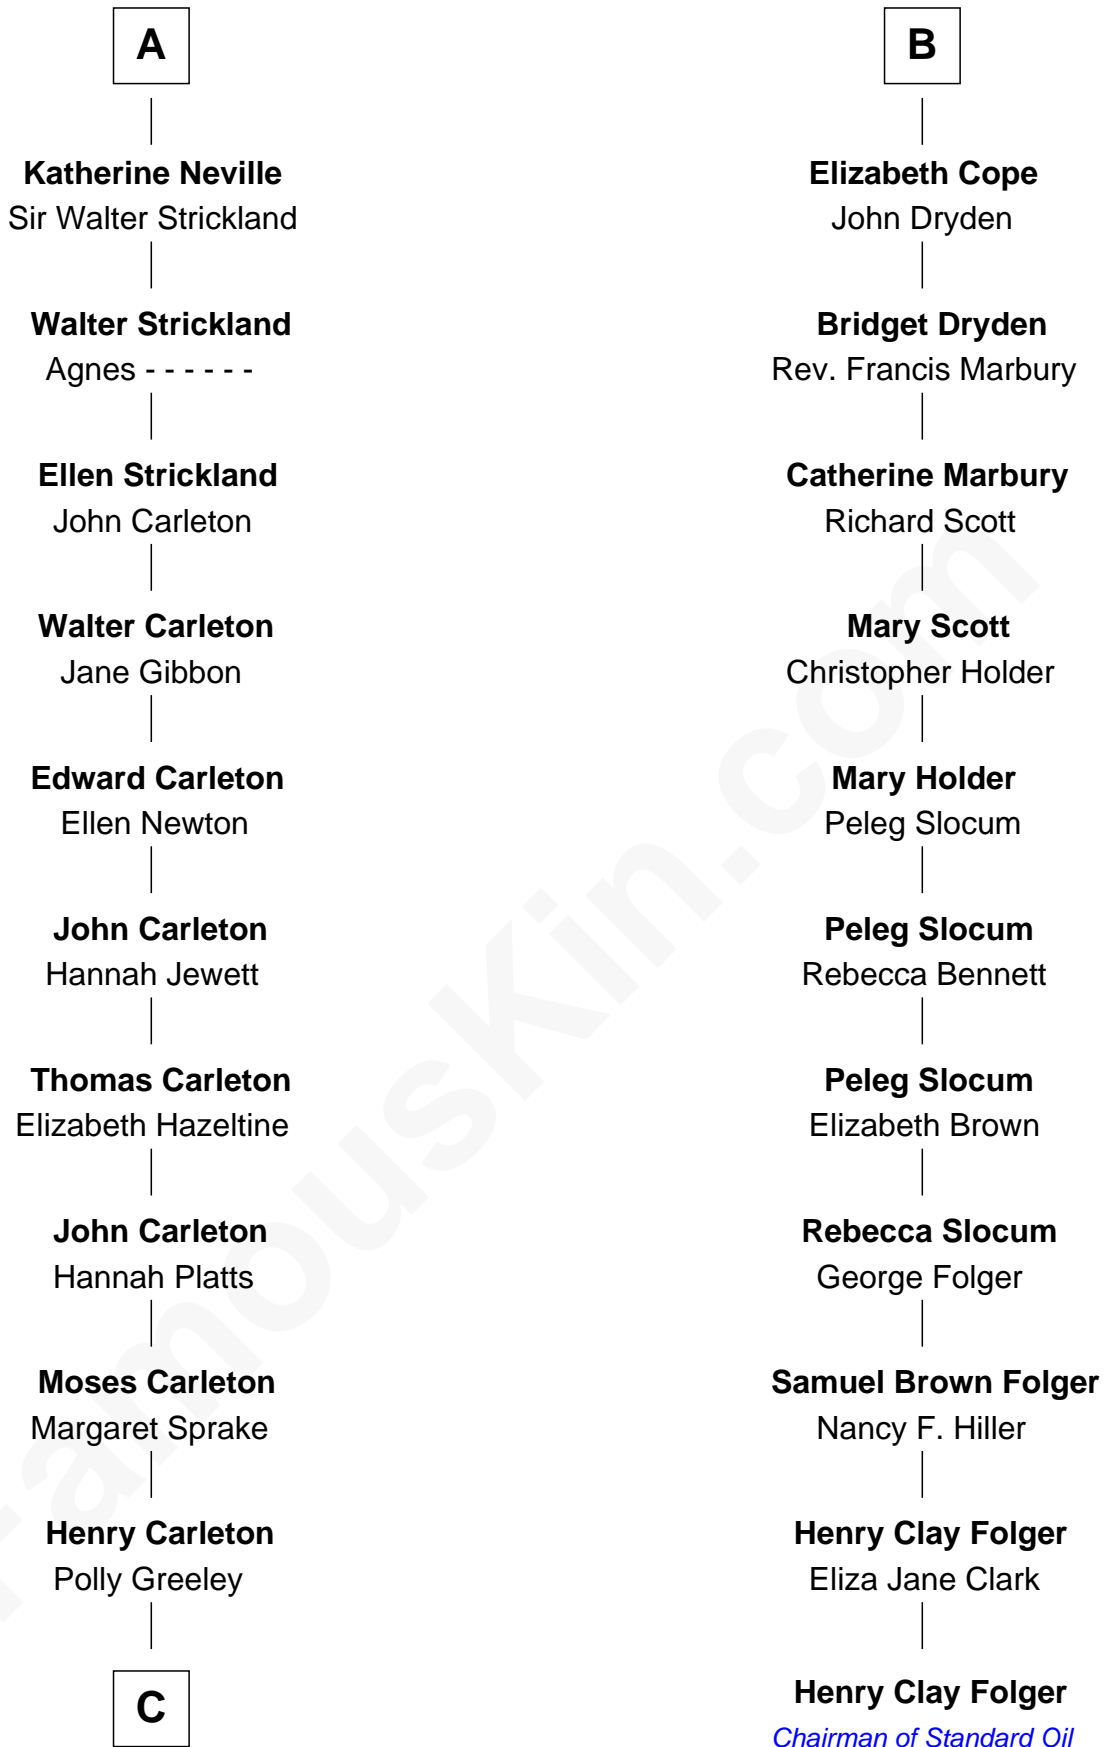 A
Katherine Neville
Sir Walter Strickland
Walter Strickland
Agnes - - - - - -
Ellen Strickland
John Carleton
Walter Carleton
Jane Gibbon
Edward Carleton
Ellen Newton
John Carleton
Hannah Jewett
Thomas Carleton
Elizabeth Hazeltine
John Carleton
Hannah Platts
Moses Carleton
Margaret Sprake
Henry Carleton
Polly Greeley
C
B
Elizabeth Cope
John Dryden
Bridget Dryden
Rev. Francis Marbury
Catherine Marbury
Richard Scott
Mary Scott
Christopher Holder
Mary Holder
Peleg Slocum
Peleg Slocum
Rebecca Bennett
Peleg Slocum
Elizabeth Brown
Rebecca Slocum
George Folger
Samuel Brown Folger
Nancy F. Hiller
Henry Clay Folger
Eliza Jane Clark
Henry Clay Folger
Chairman of Standard Oil
FamousKin.com